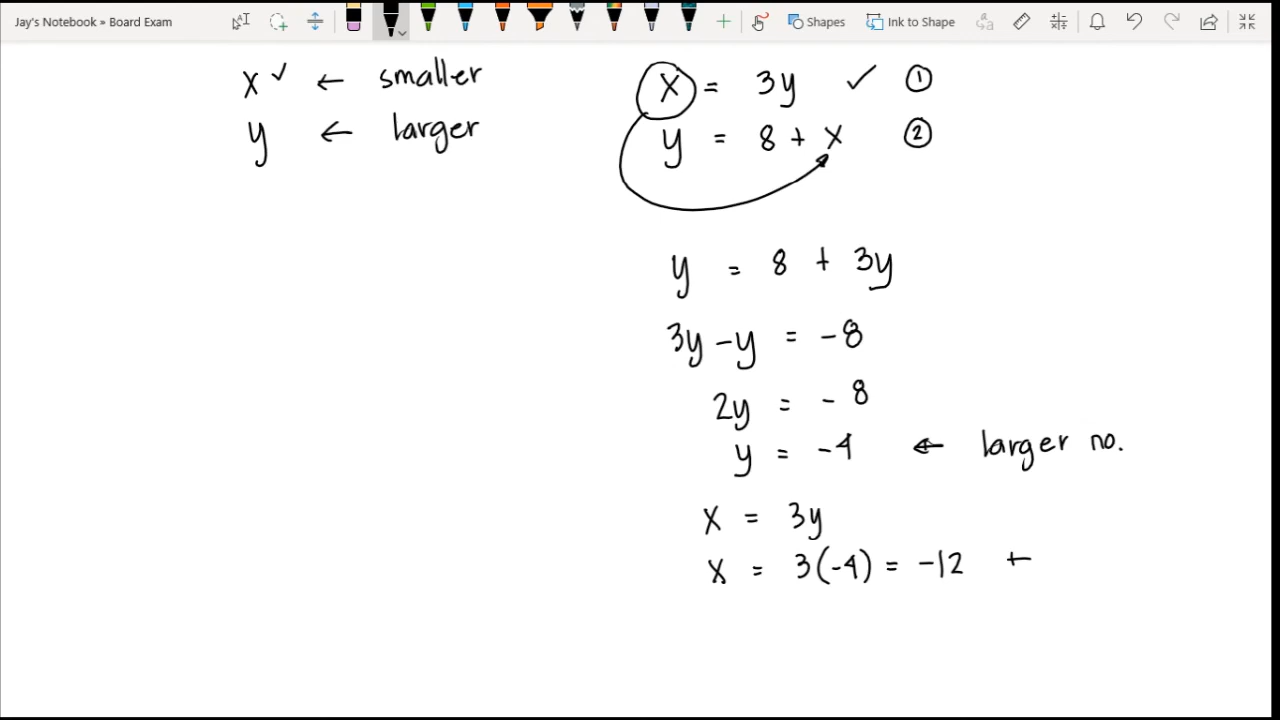 Jay's Notebook » Board Exam
Shapes
Ink to Shape
x ✓ ← smaller
y ← larger
x = 3y ✓ ①
y = 8 + x ②
y = 8 + 3y
3y - y = -8
2y = -8
y = -4 ← larger no.
x = 3y
x = 3(-4) = -12 ←